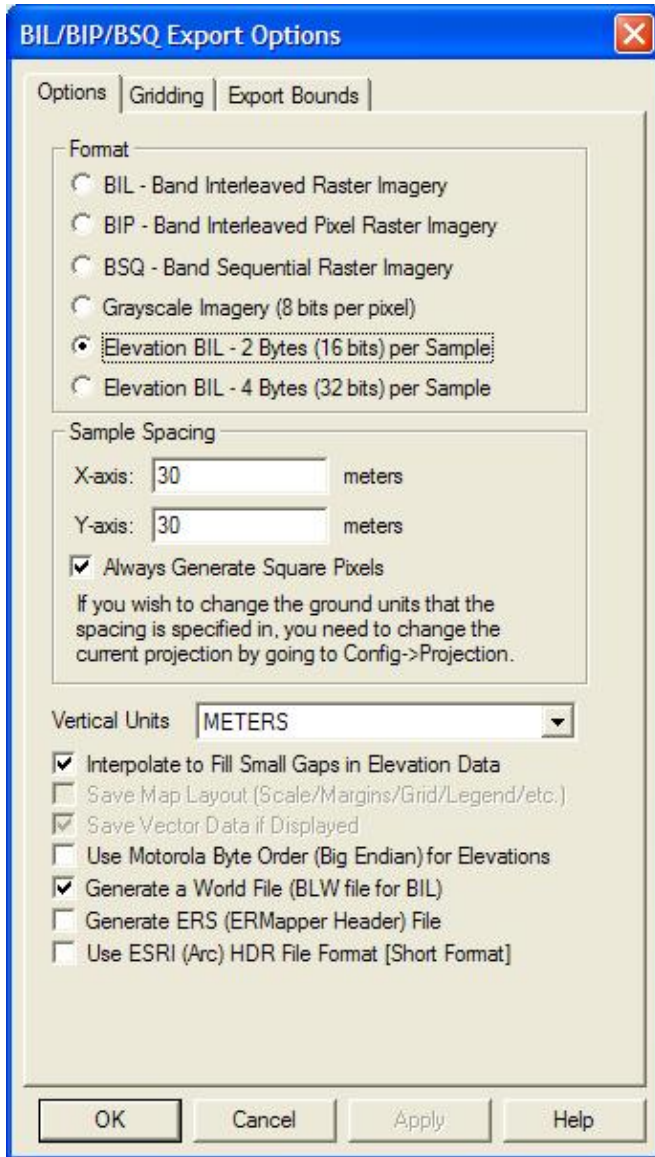 BIL/BIP/BSQ Export Options
Options Gridding Export Bounds
Format
BIL - Band Interleaved Raster Imagery
BIP - Band Interleaved Pixel Raster Imagery
BSQ - Band Sequential Raster Imagery
Grayscale Imagery (8 bits per pixel)
Elevation BIL - 2 Bytes (16 bits) per Sample
Elevation BIL - 4 Bytes (32 bits) per Sample
Sample Spacing
X-axis: 30 meters
Y-axis: 30 meters
Always Generate Square Pixels
If you wish to change the ground units that the
spacing is specified in, you need to change the
current projection by going to Config->Projection.
Vertical Units METERS
Interpolate to Fill Small Gaps in Elevation Data
Save Map Layout (Scale/Margins/Grid/Legend/etc.)
Save Vector Data if Displayed
Use Motorola Byte Order (Big Endian) for Elevations
Generate a World File (BLW file for BIL)
Generate ERS (ERMapper Header) File
Use ESRI (Arc) HDR File Format [Short Format]
OK Cancel Apply Help